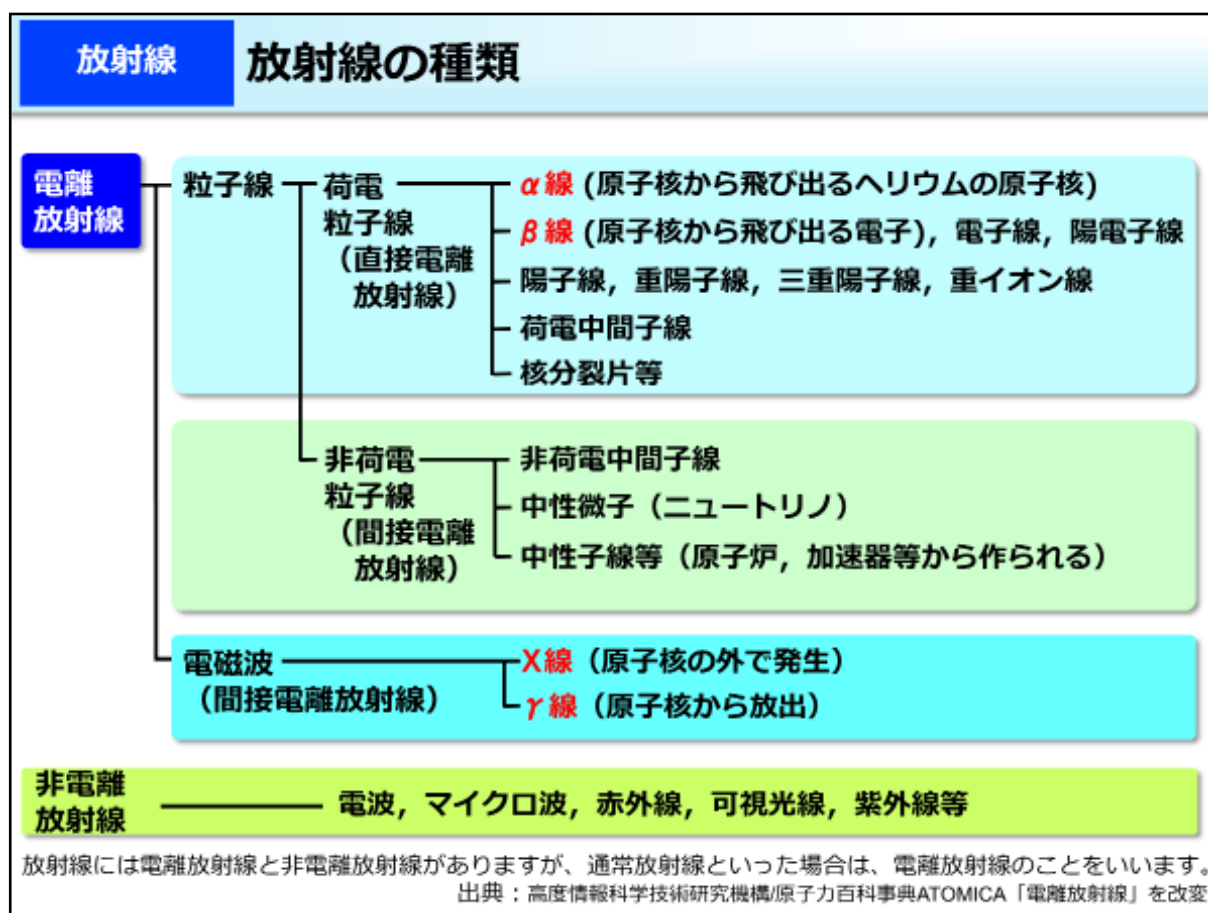 放射線
放射線の種類
電離
放射線
粒子線
荷電
粒子線
(直接電離
放射線)
α線 (原子核から飛び出るヘリウムの原子核)
β線 (原子核から飛び出る電子), 電子線, 陽電子線
陽子線, 重陽子線, 三重陽子線, 重イオン線
荷電中間子線
核分裂片等
非荷電
粒子線
(間接電離
放射線)
非荷電中間子線
中性微子(ニュートリノ)
中性子線等(原子炉, 加速器等から作られる)
電磁波
(間接電離放射線)
X線(原子核の外で発生)
γ線(原子核から放出)
非電離
放射線
電波, マイクロ波, 赤外線, 可視光線, 紫外線等
放射線には電離放射線と非電離放射線がありますが、通常放射線といった場合は、電離放射線のことをいいます。
出典:高度情報科学技術研究機構/原子力百科事典ATOMICA「電離放射線」を改変